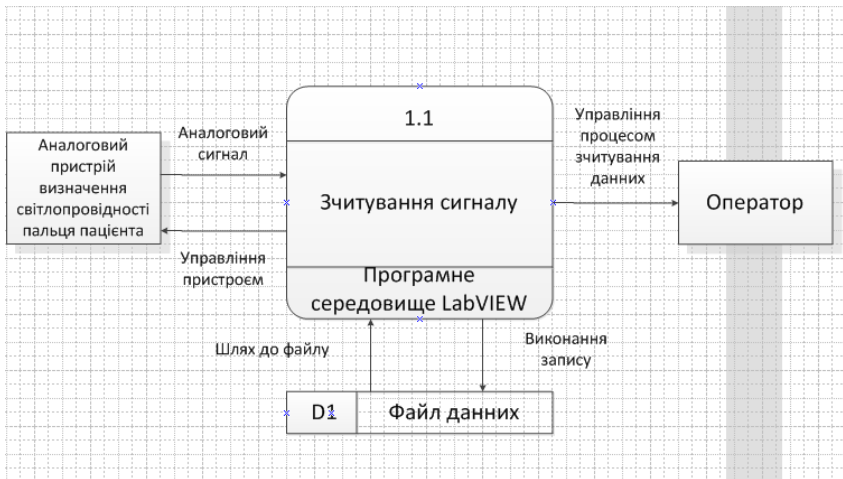 1.1
Аналоговий
пристрій
визначення
світлопровідності
пальця пацієнта
Аналоговий
сигнал
Управління
пристроєм
Зчитування сигналу
Програмне
середовище LabVIEW
Управління
процесом
зчитування
данних
Оператор
Шлях до файлу
Виконання
запису
D1
Файл данних